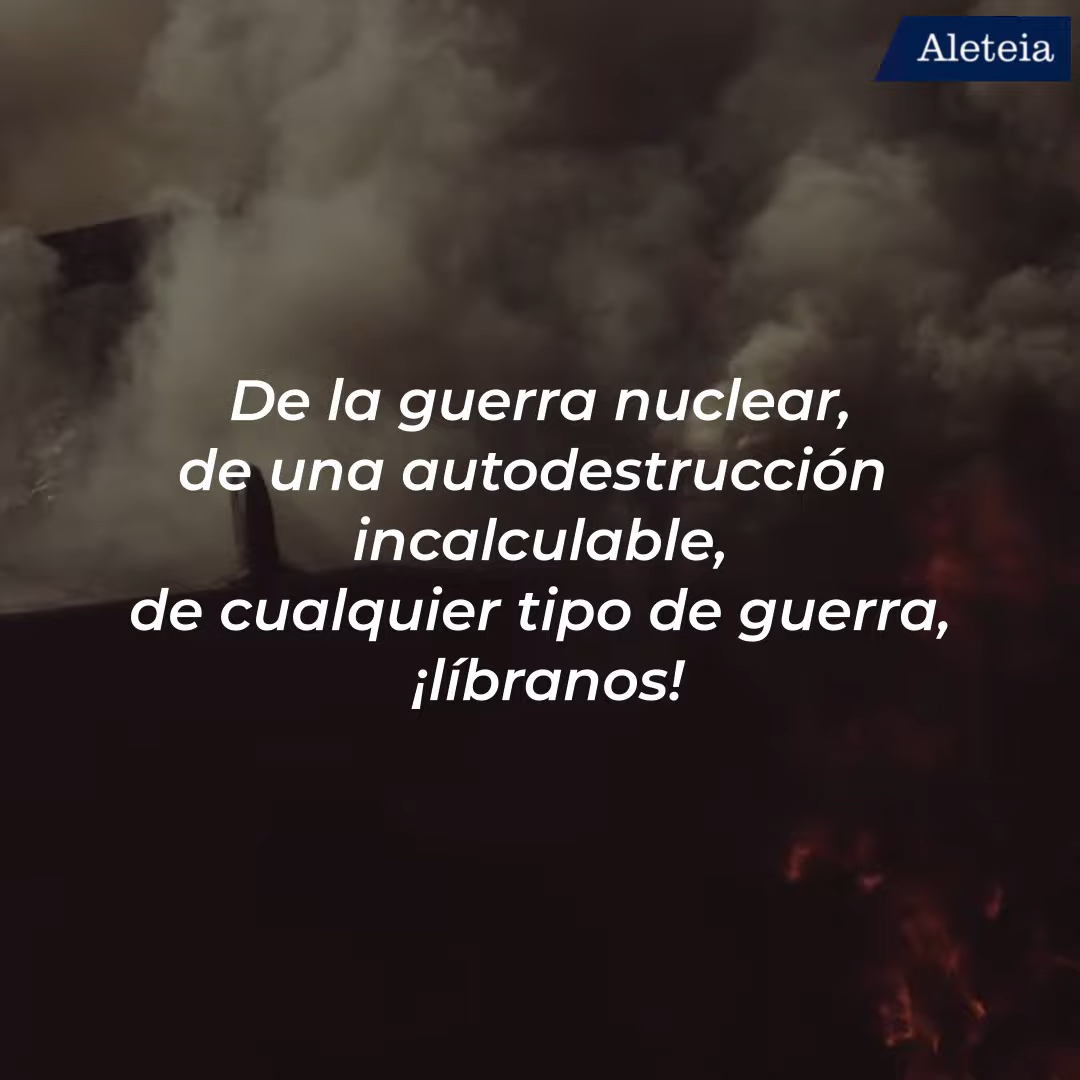 Aleteia
De la guerra nuclear,
de una autodestrucción
incalculable,
de cualquier tipo de guerra,
¡líbranos!